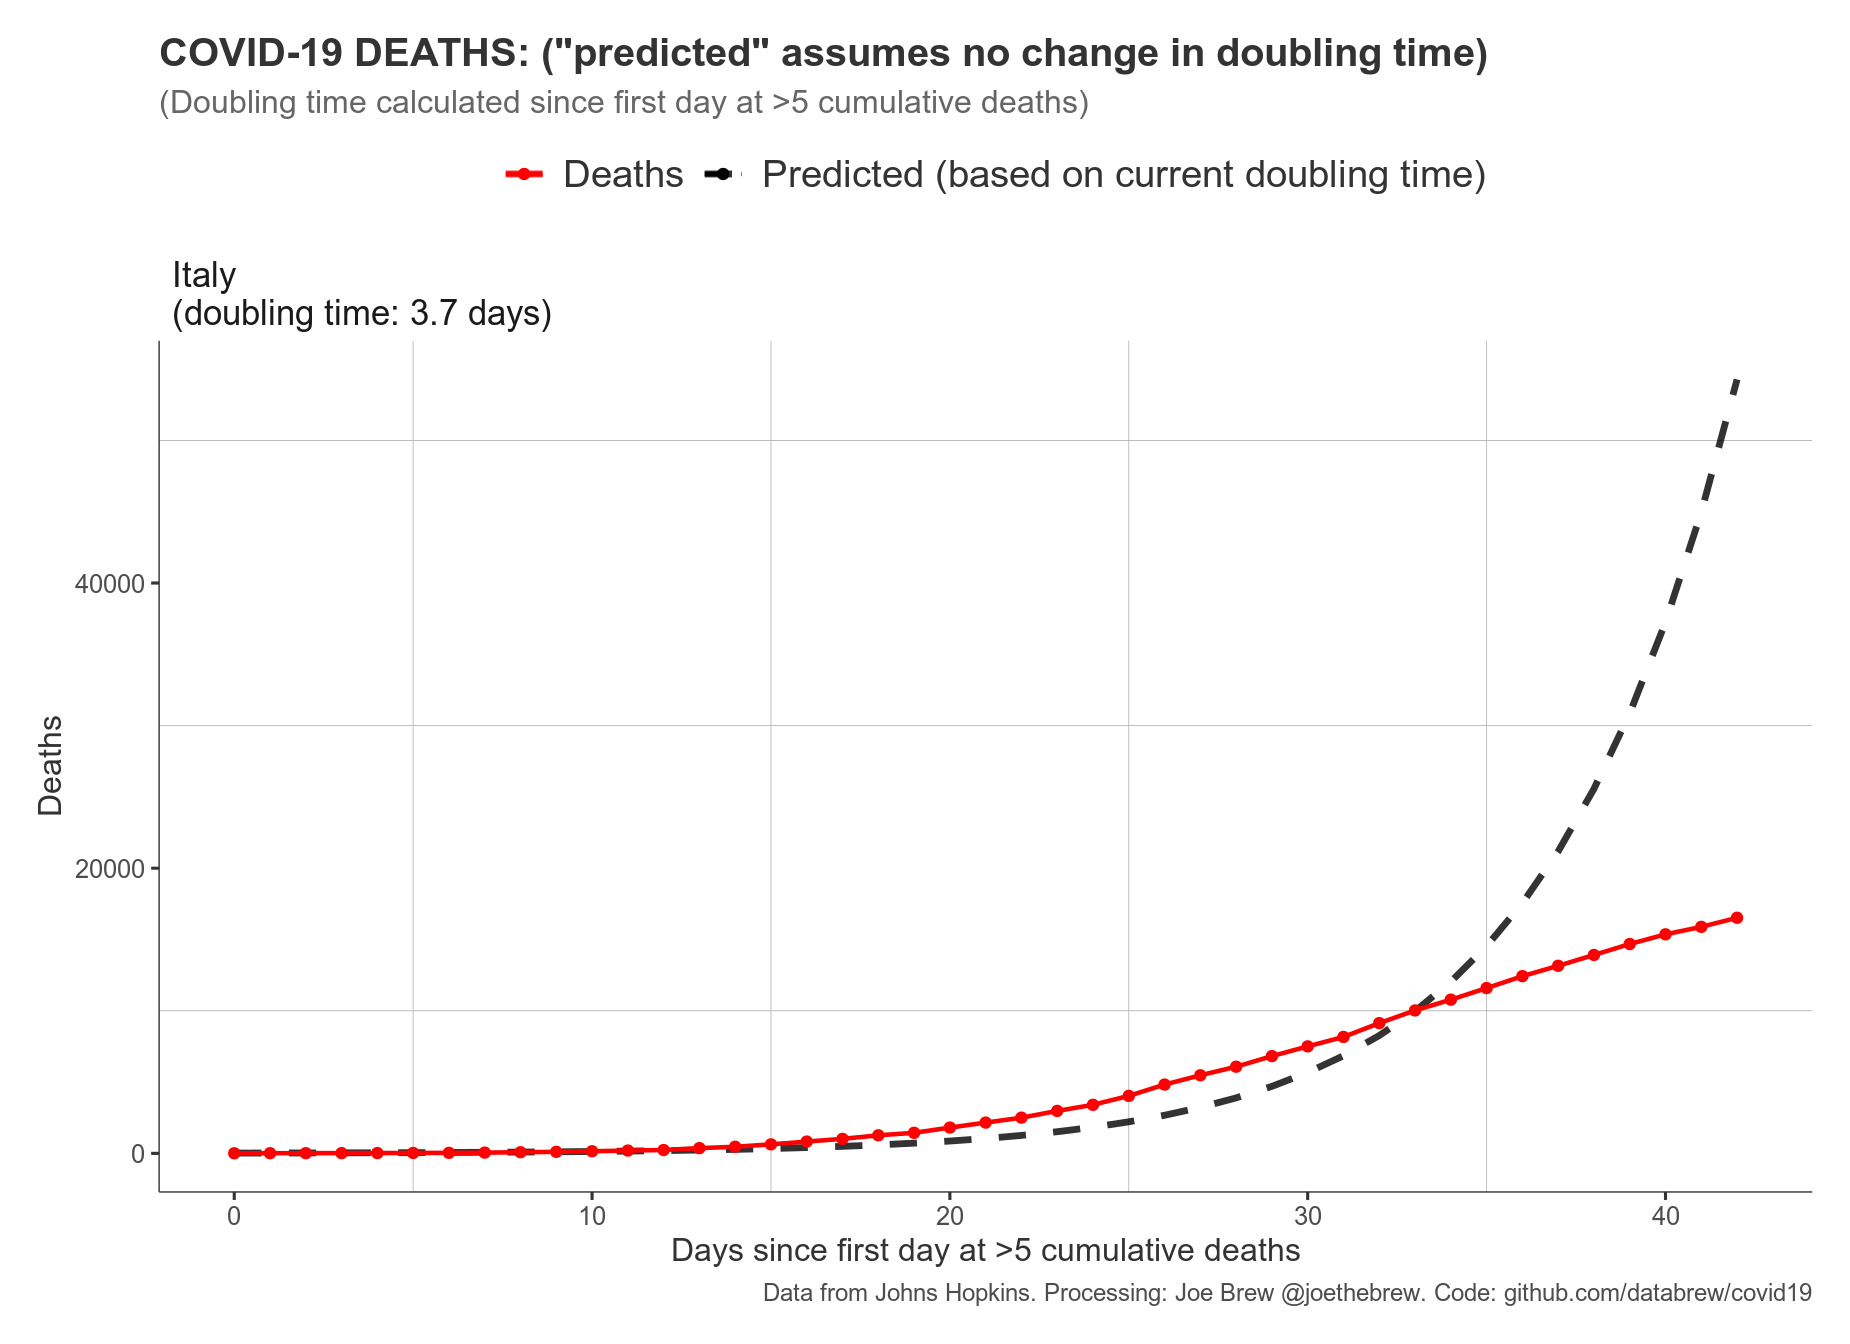 COVID-19 DEATHS: ("predicted" assumes no change in doubling time)
(Doubling time calculated since first day at >5 cumulative deaths)
Deaths Predicted (based on current doubling time)
Italy
(doubling time: 3.7 days)
Deaths
40000
20000
0
0 10 20 30 40
Days since first day at >5 cumulative deaths
Data from Johns Hopkins. Processing: Joe Brew @joethebrew. Code: github.com/databrew/covid19